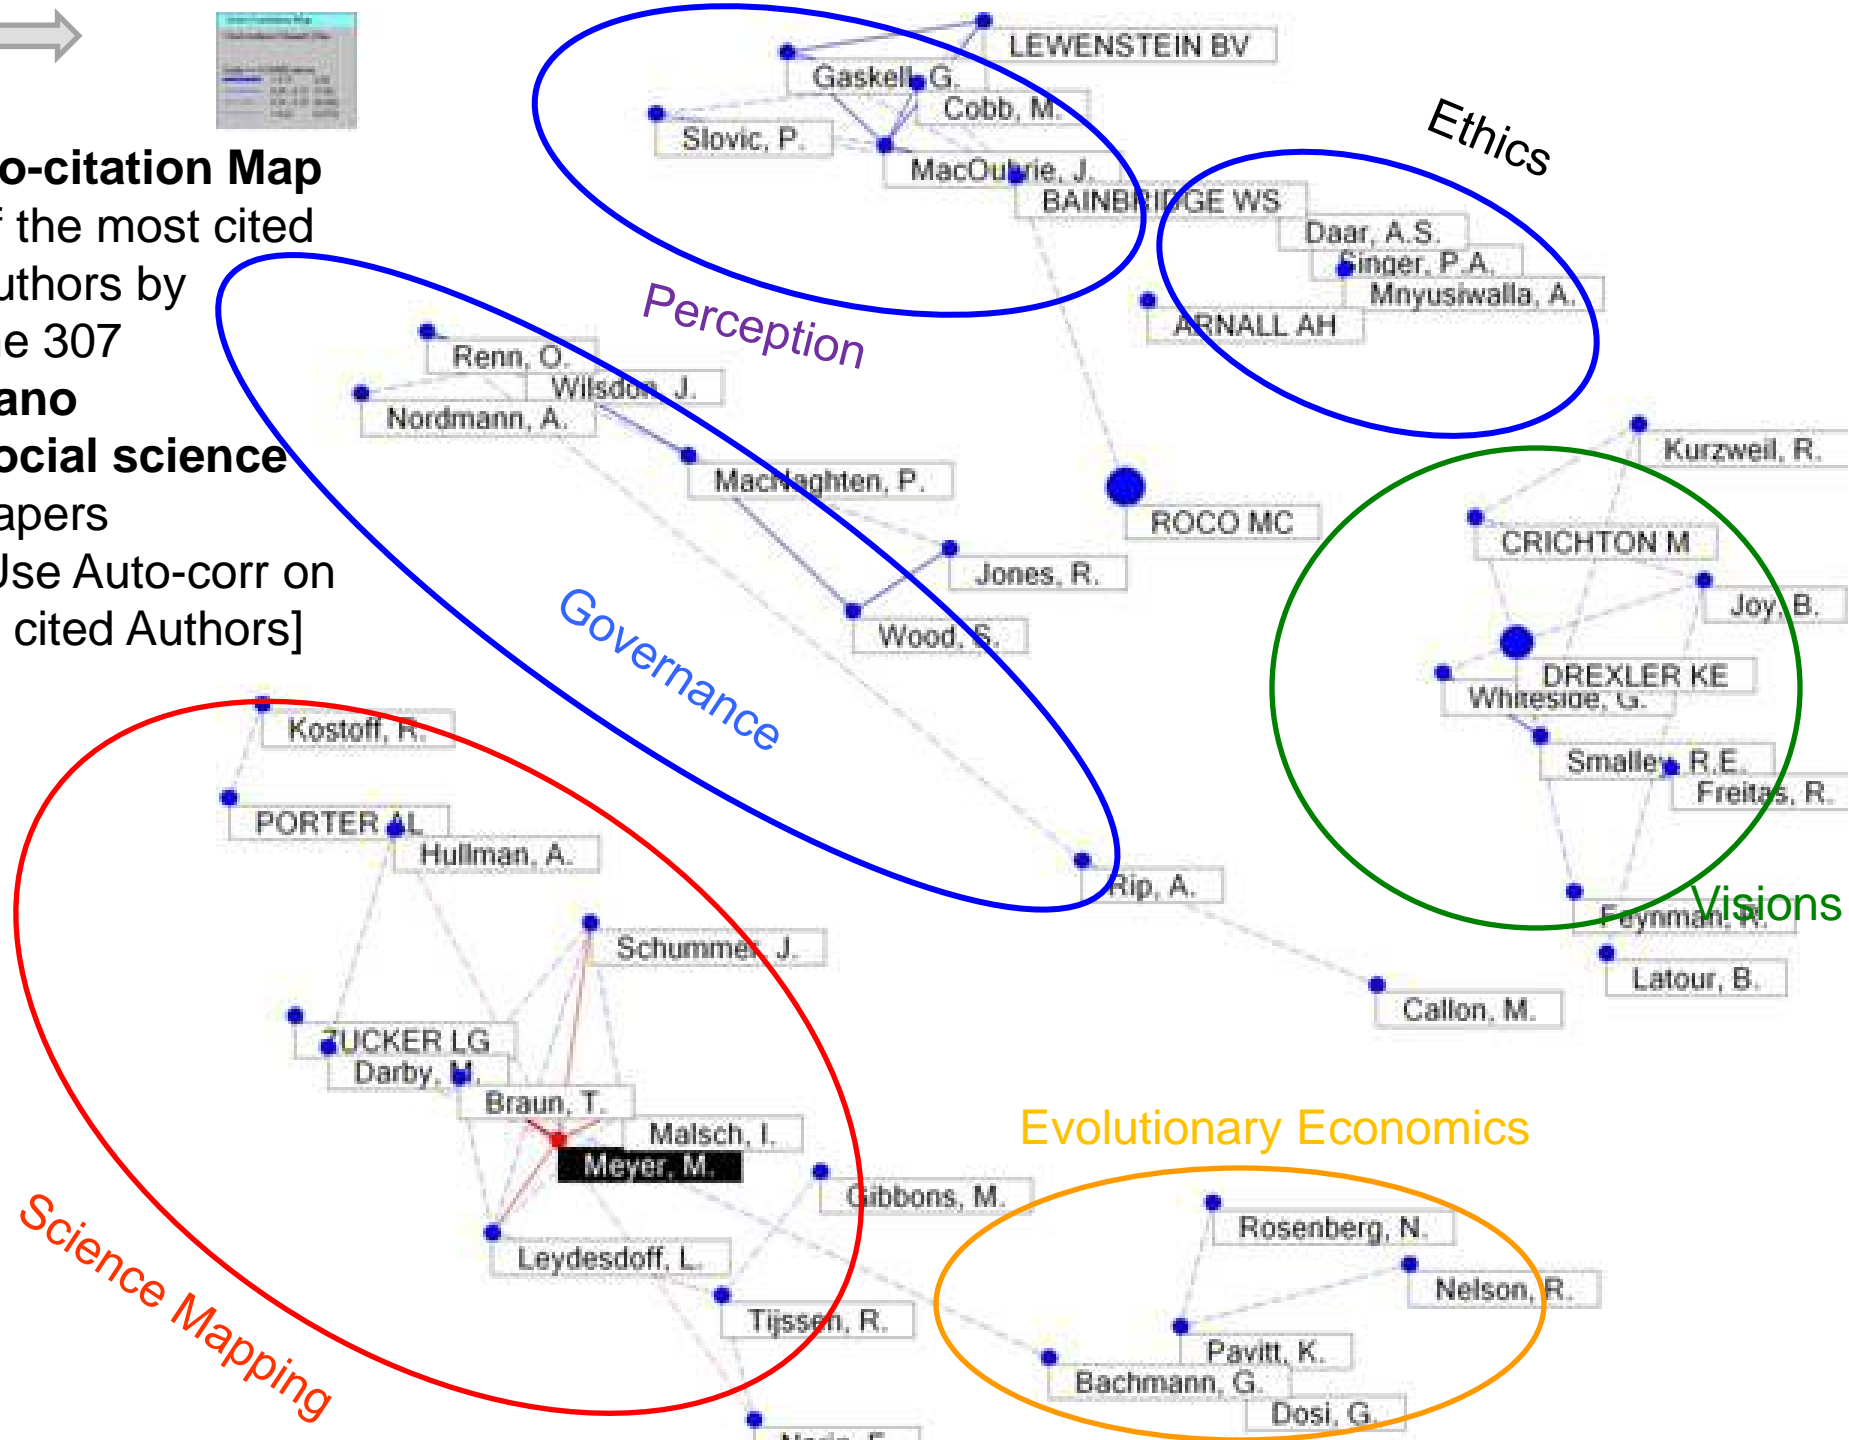 o-citation Map
f the most cited
uthors by
ne 307
ano
ocial science
apers
Use Auto-corr on
cited Authors]
LEWENSTEIN BV
Gaskell, G.
Cobb, M.
Slovic, P.
MacOubrie, J.
BAINBRIDGE WS
Perception
Ethics
Daar, A.S.
Singer, P.A.
Mnyusiwalla, A.
ARNALL AH
Renn, O.
Wilsdon, J.
Nordmann, A.
MacNaghten, P.
Jones, R.
Wood, S.
Governance
ROCO MC
Kurzweil, R.
CRICHTON M
Joy, B.
DREXLER KE
Whiteside, G.
Smalley, R.E.
Freitas, R.
Feynman, R.
Visions
Latour, B.
Rip, A.
Callon, M.
Kostoff, R.
PORTER AL
Hullman, A.
Schummer, J.
ZUCKER LG
Darby, M.
Braun, T.
Malsch, I.
Meyer, M.
Gibbons, M.
Leydesdoff, L.
Tijssen, R.
Science Mapping
Evolutionary Economics
Rosenberg, N.
Nelson, R.
Pavitt, K.
Bachmann, G.
Dosi, G.